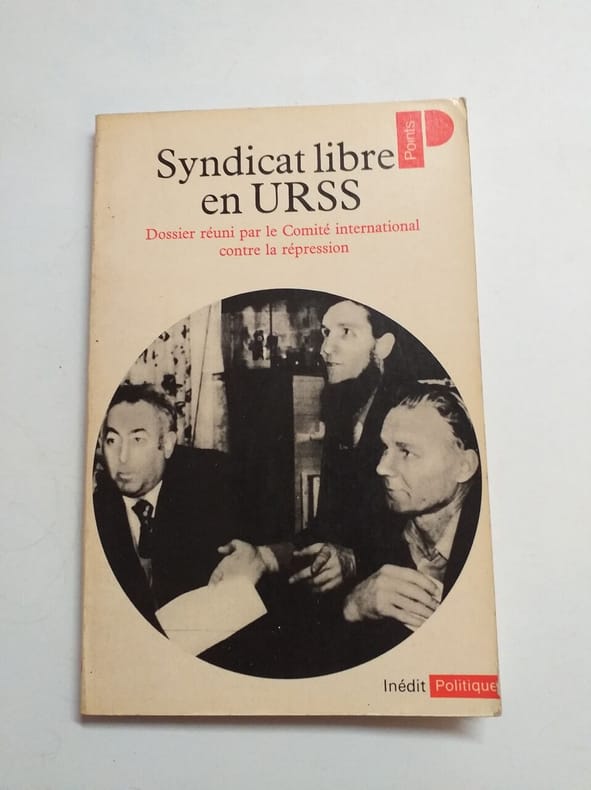 Points
Syndicat libre
en URSS
Dossier réuni par le Comité international
contre la répression
Inédit Politique